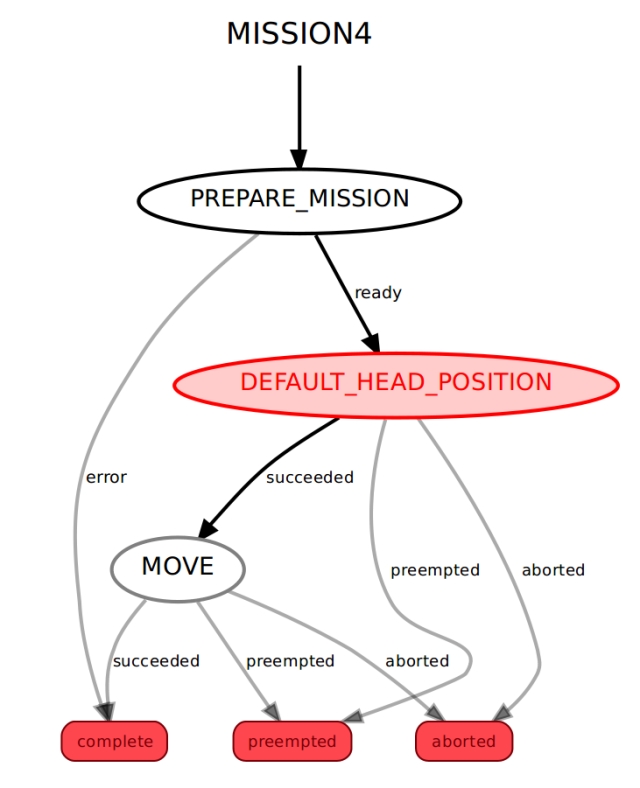 MISSION4
PREPARE_MISSION
ready
DEFAULT_HEAD_POSITION
error
succeeded
MOVE
preempted
aborted
succeeded
preempted
aborted
complete
preempted
aborted